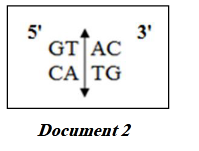 5' 3'
GT AC
CA TG
Document 2